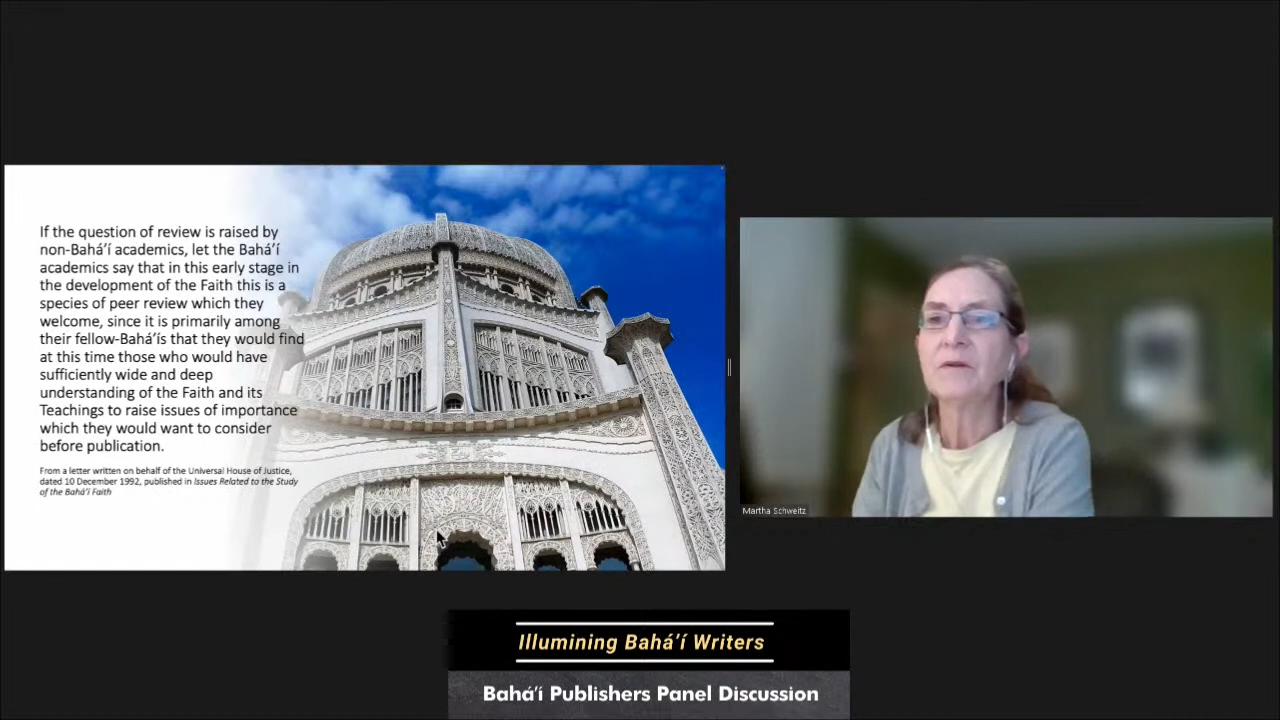 If the question of review is raised by
non-Bahá’í academics, let the Bahá’í
academics say that in this early stage in
the development of the Faith this is a
species of peer review which they
welcome, since it is primarily among
their fellow-Bahá’ís that they would find
at this time those who would have
sufficiently wide and deep
understanding of the Faith and its
Teachings to raise issues of importance
which they would want to consider
before publication.
From a letter written on behalf of the Universal House of Justice,
dated 10 December 1992, published in Issues Related to the Study
of the Bahá’í Faith
Martha Schweitz
Illumining Bahá’í Writers
Bahá’í Publishers Panel Discussion